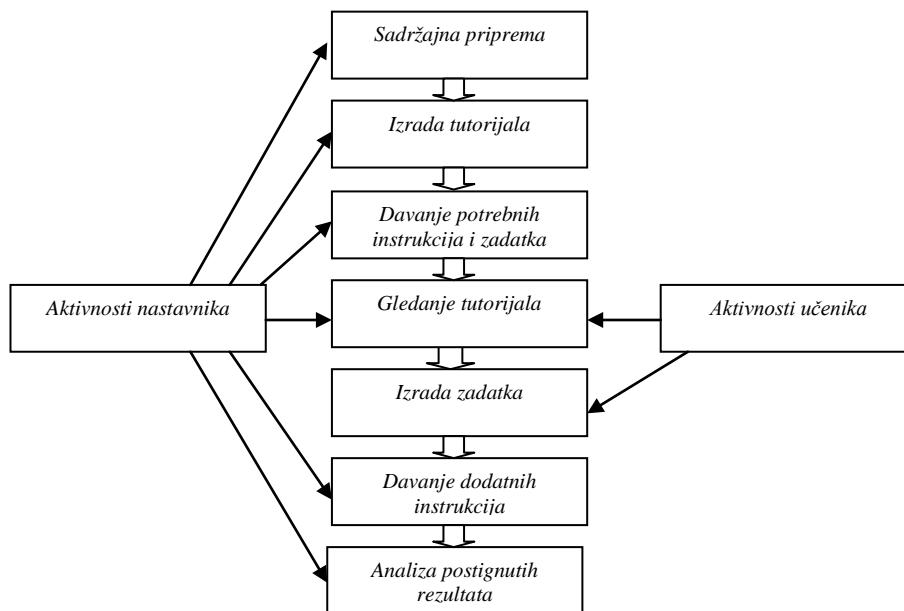 Sadržajna priprema
Izrada tutorijala
Davanje potrebnih
instrukcija i zadatka
Aktivnosti nastavnika
Gledanje tutorijala
Aktivnosti učenika
Izrada zadatka
Davanje dodatnih
instrukcija
Analiza postignutih
rezultata